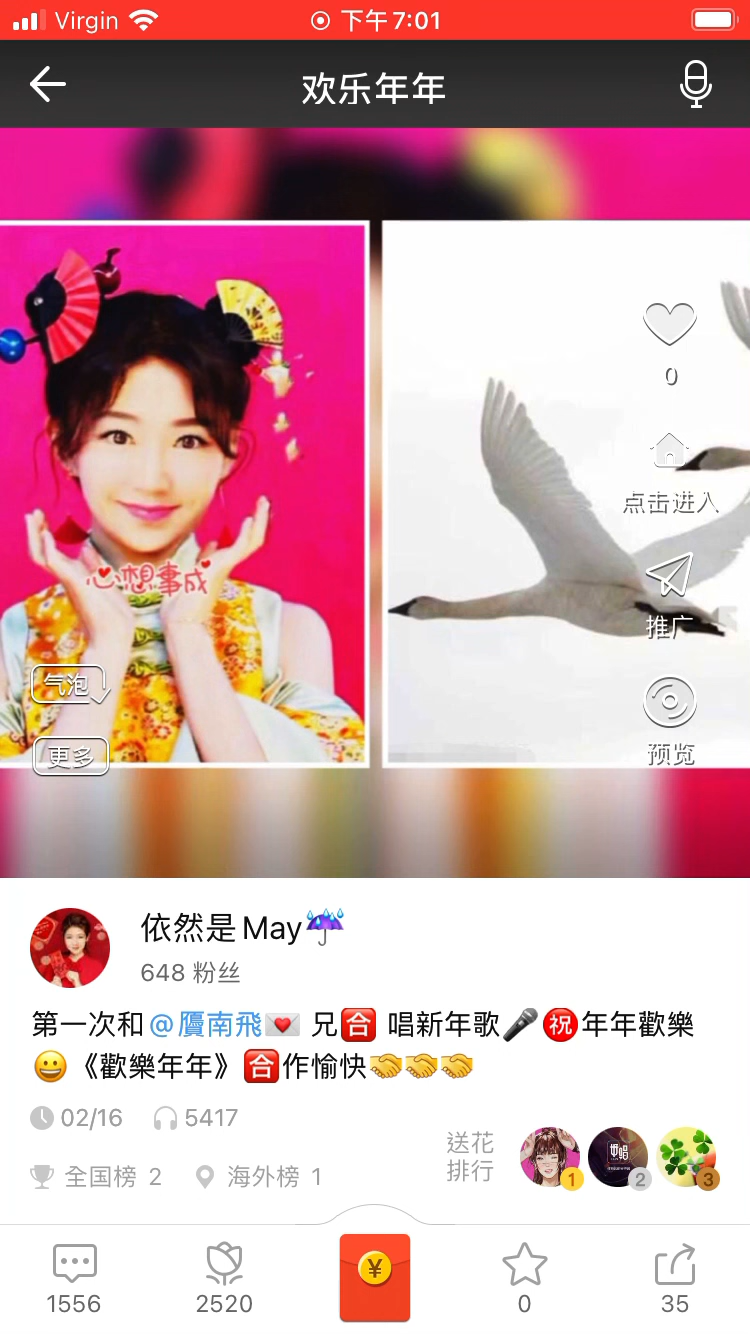 Virgin
下午7:01
欢乐年年
0
点击进入
心想事成
推广
气泡
更多
预览
依然是May☔
648 粉丝
第一次和@贗南飛💌 兄🈴 唱新年歌🎤㊗️年年歡樂
😀《歡樂年年》🈴作愉快🤝🤝🤝
02/16 5417
送花
排行
全国榜 2 海外榜 1
1 2 3
¥
1556 2520 0 35